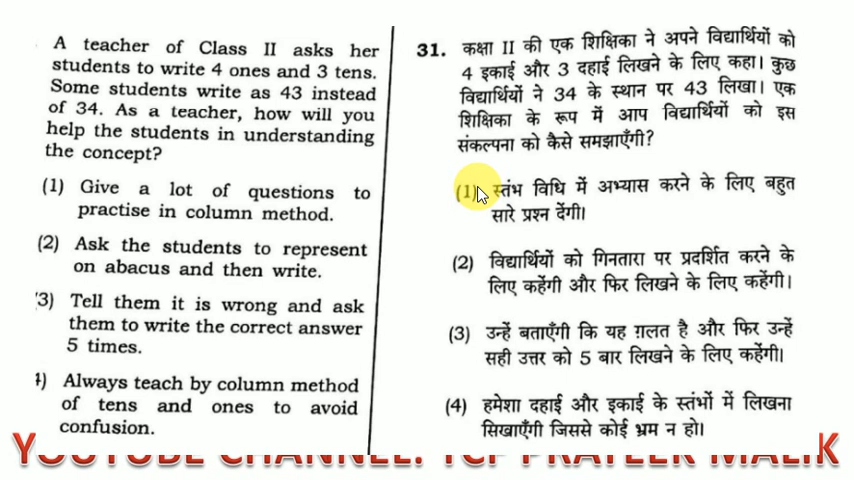 A teacher of Class II asks her
students to write 4 ones and 3 tens.
Some students write as 43 instead
of 34. As a teacher, how will you
help the students in understanding
the concept?
(1) Give a lot of questions to
practise in column method.
(2) Ask the students to represent
on abacus and then write.
3) Tell them it is wrong and ask
them to write the correct answer
5 times.
4) Always teach by column method
of tens and ones to avoid
confusion.
31. कक्षा II की एक शिक्षिका ने अपने विद्यार्थियों को
4 इकाई और 3 दहाई लिखने के लिए कहा। कुछ
विद्यार्थियों ने 34 के स्थान पर 43 लिखा। एक
शिक्षिका के रूप में आप विद्यार्थियों को इस
संकल्पना को कैसे समझाएँगी?
(1) स्तंभ विधि में अभ्यास करने के लिए बहुत
सारे प्रश्न देंगी।
(2) विद्यार्थियों को गिनतारा पर प्रदर्शित करने के
लिए कहेंगी और फिर लिखने के लिए कहेंगी।
(3) उन्हें बताएँगी कि यह ग़लत है और फिर उन्हें
सही उत्तर को 5 बार लिखने के लिए कहेंगी।
(4) हमेशा दहाई और इकाई के स्तंभों में लिखना
सिखाएँगी जिससे कोई भ्रम न हो।
YOUTUBE CHANNEL: TCP PRATEEK MALIK